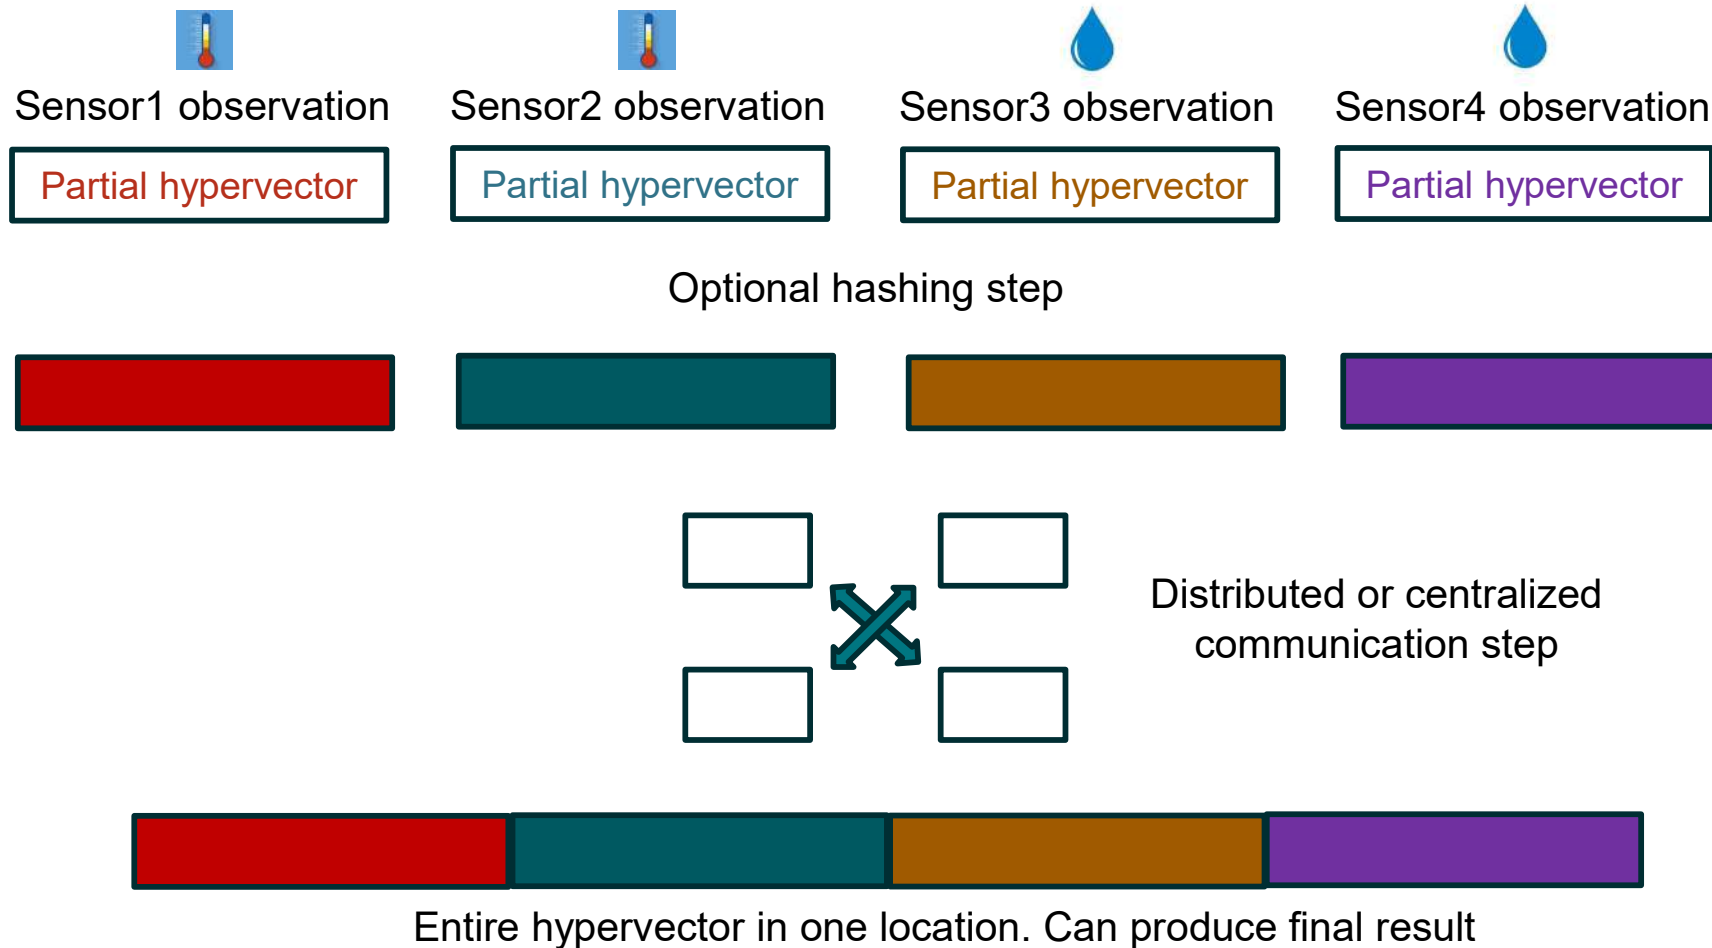 Sensor1 observation
Sensor2 observation
Sensor3 observation
Sensor4 observation
Partial hypervector
Partial hypervector
Partial hypervector
Partial hypervector
Optional hashing step
Distributed or centralized
communication step
Entire hypervector in one location. Can produce final result